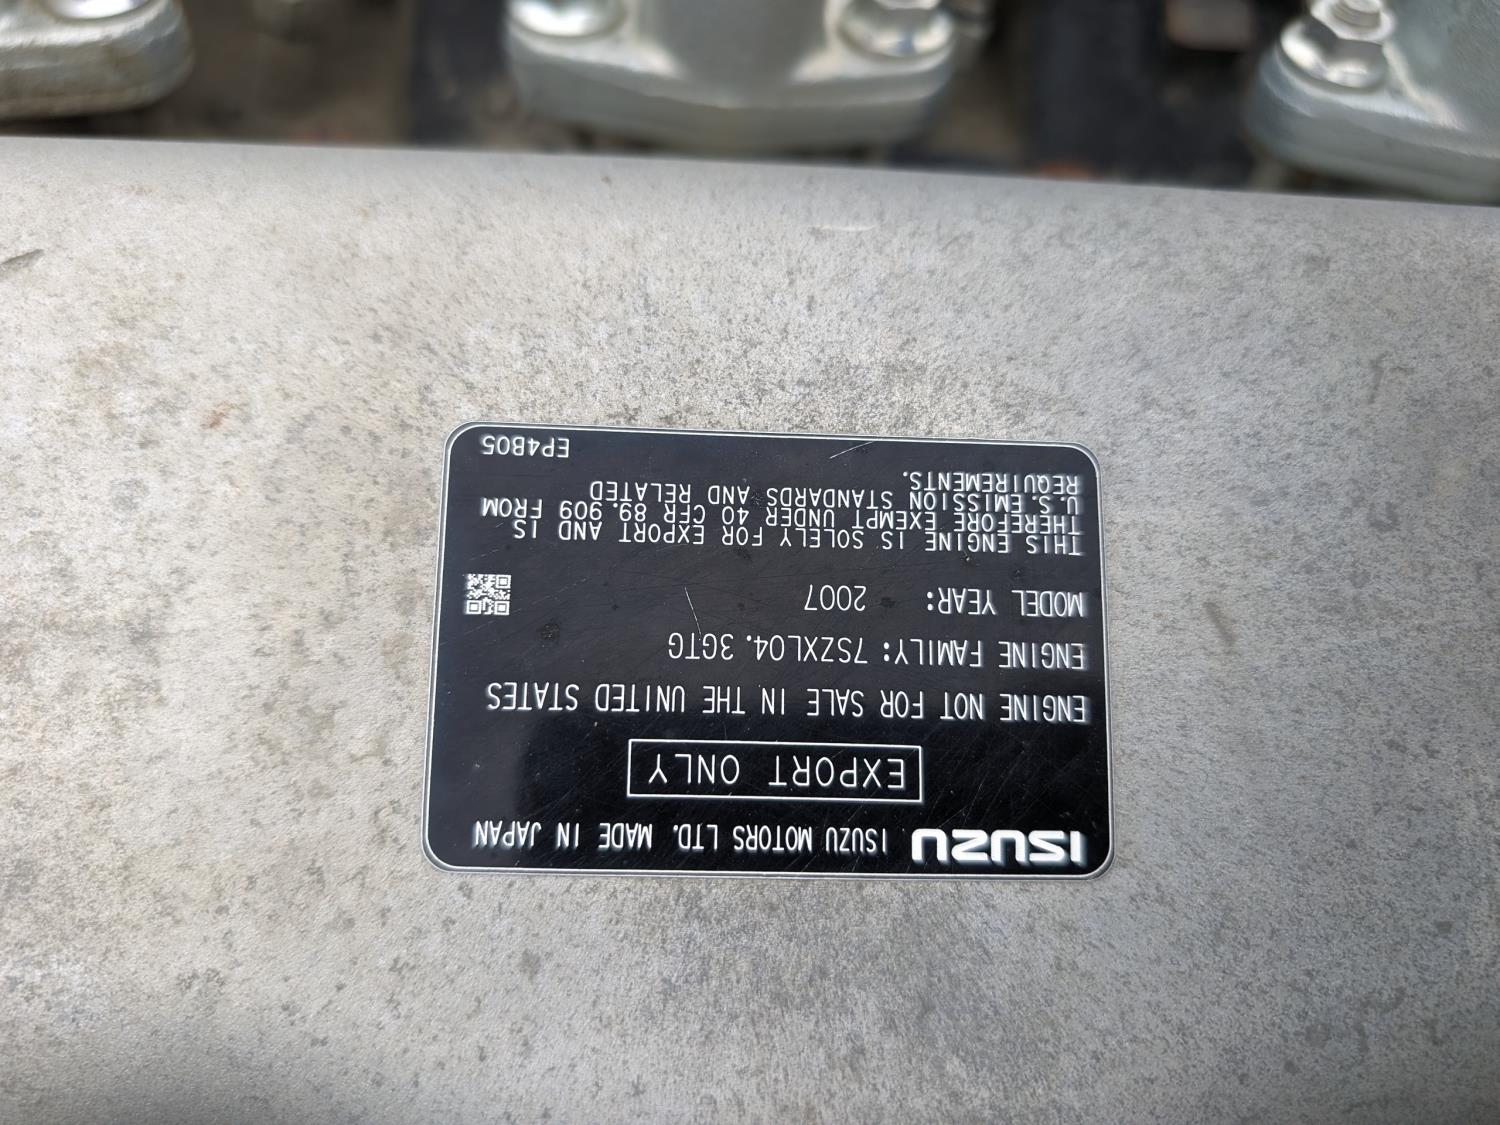 ISUZU ISUZU MOTORS LTD. MADE IN JAPAN
EXPORT ONLY
ENGINE NOT FOR SALE IN THE UNITED STATES
ENGINE FAMILY: 7SZXL04.3GTG
MODEL YEAR: 2007
THIS ENGINE IS SOLELY FOR EXPORT AND IS
THEREFORE EXEMPT UNDER 40 CFR 89.909 FROM
U.S. EMISSION STANDARDS AND RELATED
REQUIREMENTS.
EP4B05